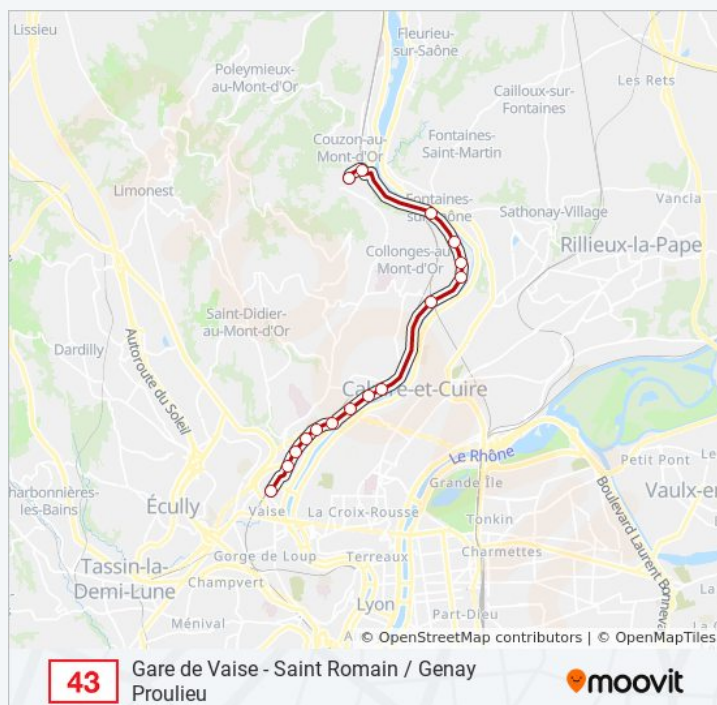 Lissieu
Fleurieu-
sur-Saône
Poleymieux-
au-Mont-d'Or
Les Rets
Cailloux-sur-
Fontaines
Couzon-au-
Mont-d'Or
Fontaines-
Saint-Martin
Limonest
Vancia
Fontaines-
sur-Saône
Sathonay-Village
Rillieux-la-Pape
Collonges-au-
Mont-d'Or
Saint-Didier-
au-Mont-d'Or
Dardilly
Autoroute du Soleil
Caluire-et-Cuire
Le Rhône
Petit Pont
Grande Île
Charbonnières-
les-Bains
Écully
Vaise
La Croix-Rousse
Tonkin
Vaulx-en
Boulevard Laurent Bonnevay
Gorge de Loup
Terreaux
Charmettes
Tassin-la-
Demi-Lune
Champvert
Lyon
Part-Dieu
Ménival
© OpenStreetMap contributors | © OpenMapTiles
43
Gare de Vaise - Saint Romain / Genay
Proulieu
moovit